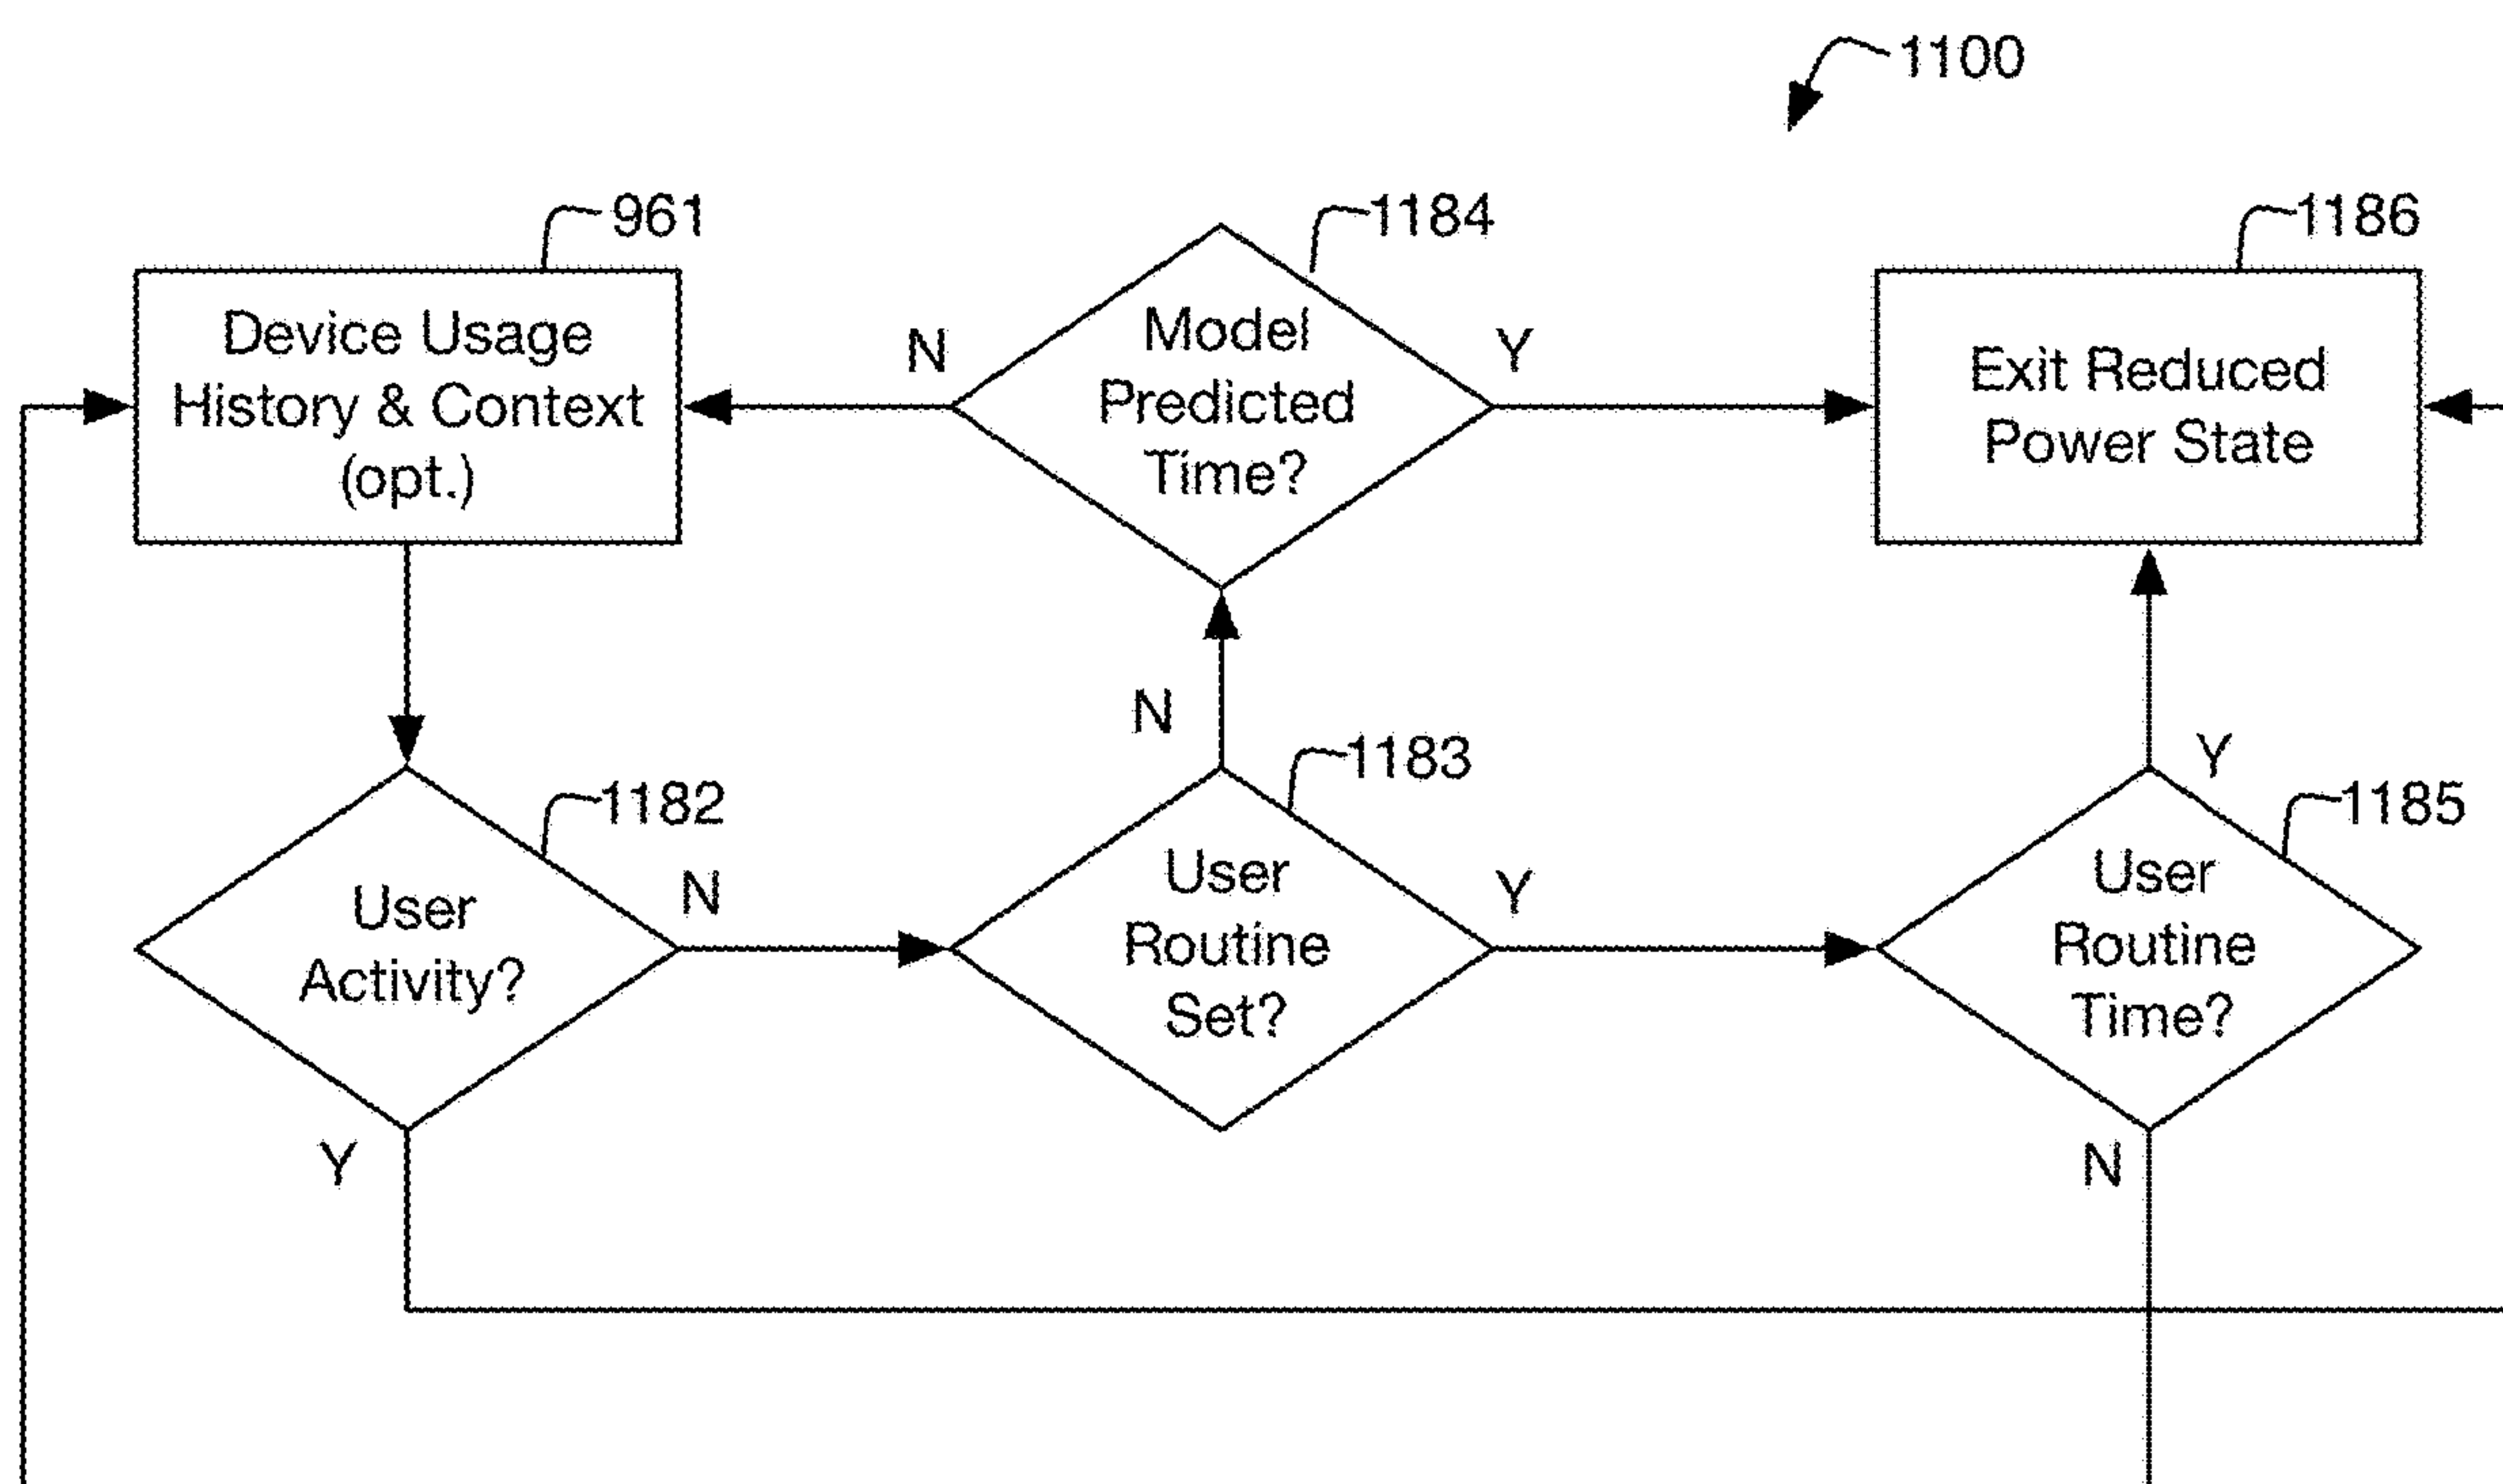 1100
961
1184
1186
Device Usage
History & Context
(opt.)
N
Model
Predicted
Time?
Y
Exit Reduced
Power State
N
1182
1183
1185
Y
User
Activity?
N
User
Routine
Set?
Y
User
Routine
Time?
Y
N